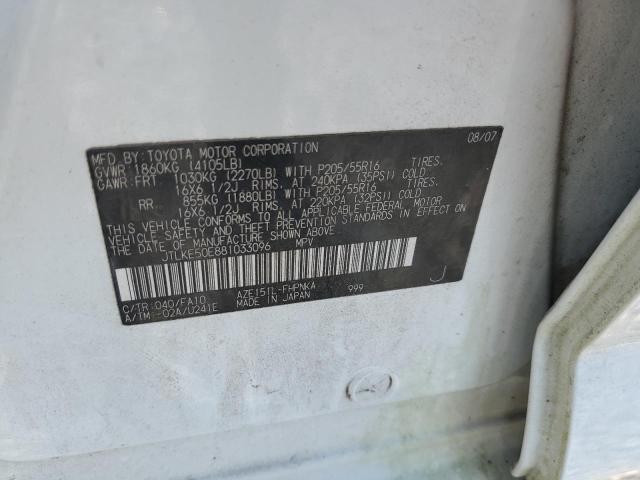 MFD. BY: TOYOTA MOTOR CORPORATION 08/07
GVWR 1860KG (4105LB)
GAWR: FRT 1030KG (2270LB) WITH P205/55R16 TIRES.
16X6 1/2J RIMS, AT 240KPA (35PSI) COLD
RR 855KG (1880LB) WITH P205/55R16 TIRES.
16X6 1/2J RIMS, AT 220KPA (32PSI) COLD
THIS VEHICLE CONFORMS TO ALL APPLICABLE FEDERAL MOTOR
VEHICLE SAFETY AND THEFT PREVENTION STANDARDS IN EFFECT ON
THE DATE OF MANUFACTURE SHOWN ABOVE.
JTLKE50E881033096 MPV
J
C/TR:040/FA10 AZE151L-FHPNKA 999
A/TM:-02A/U241E MADE IN JAPAN